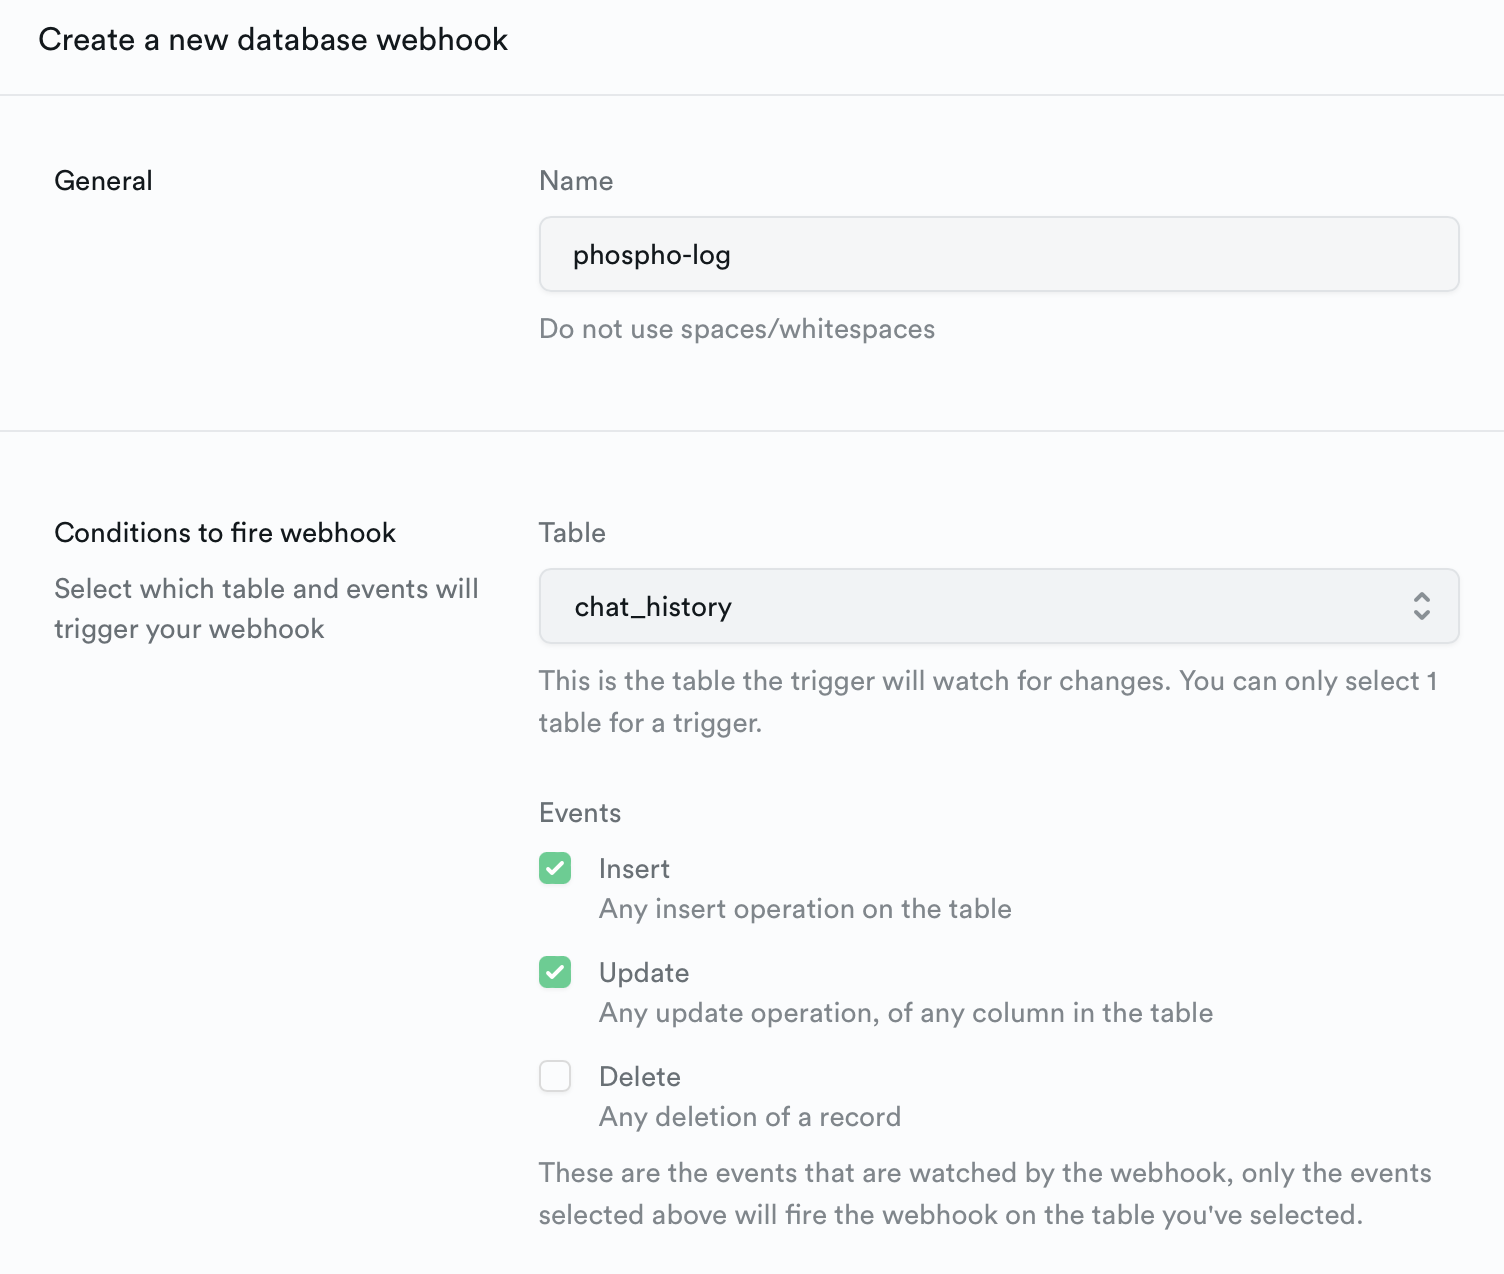 Create a new database webhook
General
Name
phospho-log
Do not use spaces/whitespaces
Conditions to fire webhook
Select which table and events will
trigger your webhook
Table
chat_history
This is the table the trigger will watch for changes. You can only select 1
table for a trigger.
Events
Insert
Any insert operation on the table
Update
Any update operation, of any column in the table
Delete
Any deletion of a record
These are the events that are watched by the webhook, only the events
selected above will fire the webhook on the table you've selected.